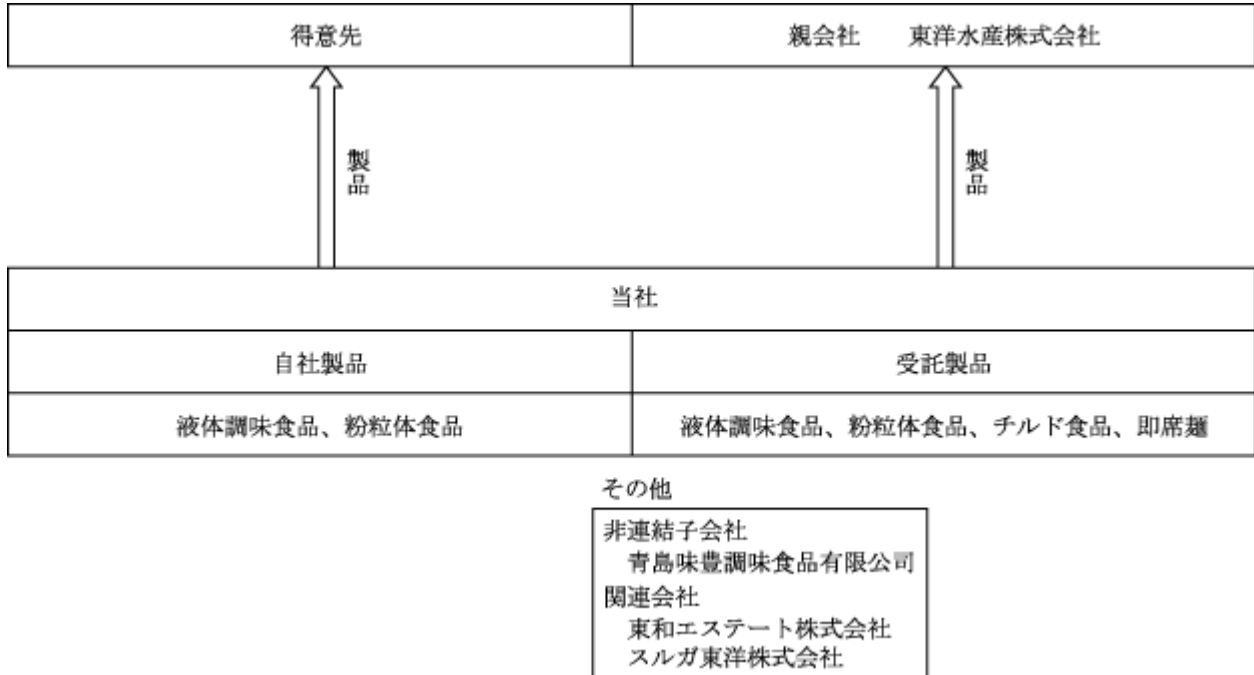 得意先
親会社　　東洋水産株式会社
製品
製品
当社
自社製品
受託製品
液体調味食品、粉粒体食品
液体調味食品、粉粒体食品、チルド食品、即席麺
その他
非連結子会社
青島味豊調味食品有限公司
関連会社
東和エステート株式会社
スルガ東洋株式会社